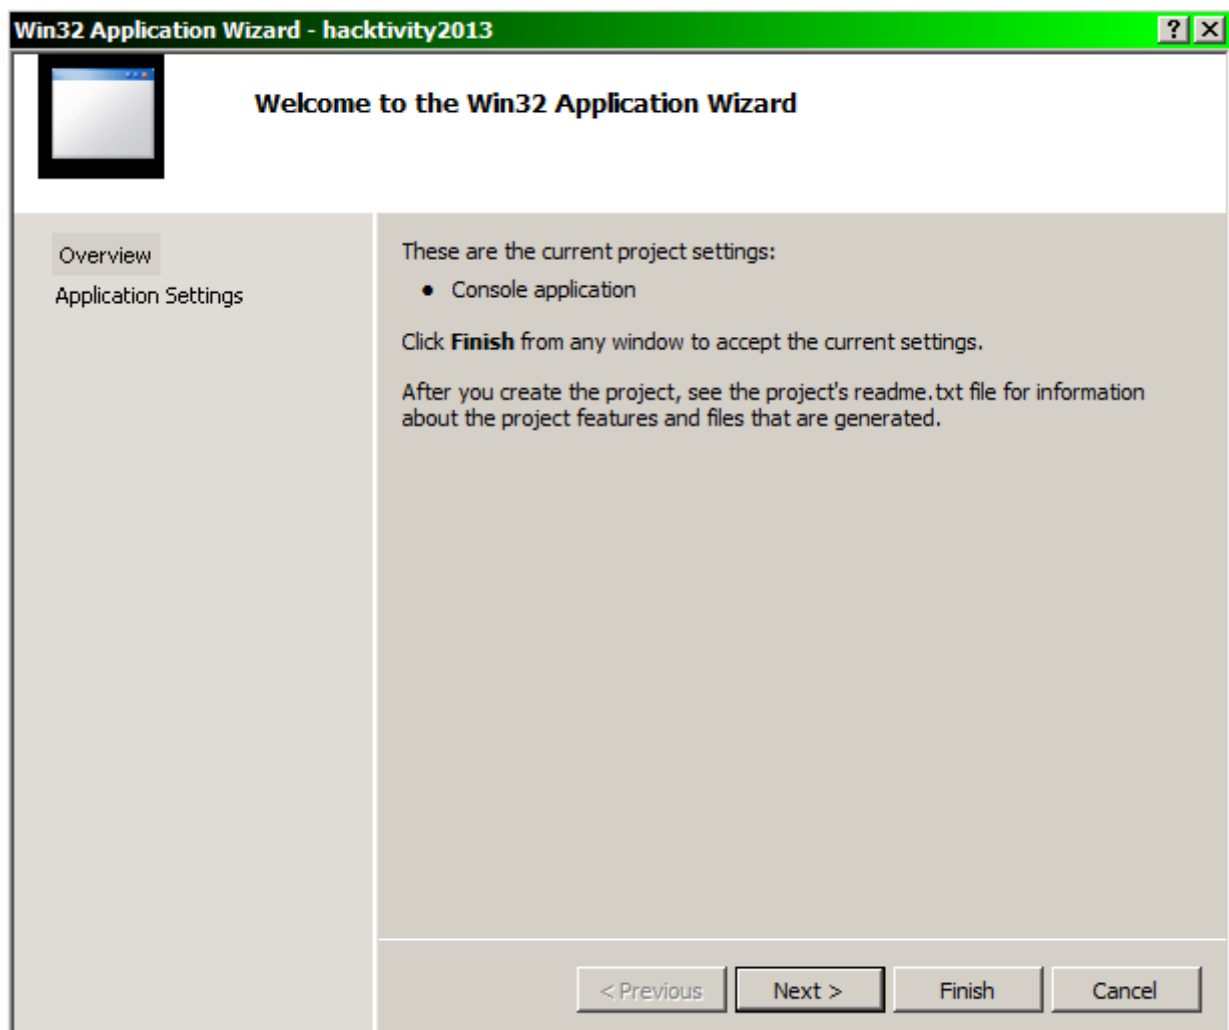 Win32 Application Wizard - hacktivity2013
Welcome to the Win32 Application Wizard
Overview
Application Settings
These are the current project settings:
• Console application
Click Finish from any window to accept the current settings.
After you create the project, see the project's readme.txt file for information
about the project features and files that are generated.
< Previous
Next >
Finish
Cancel